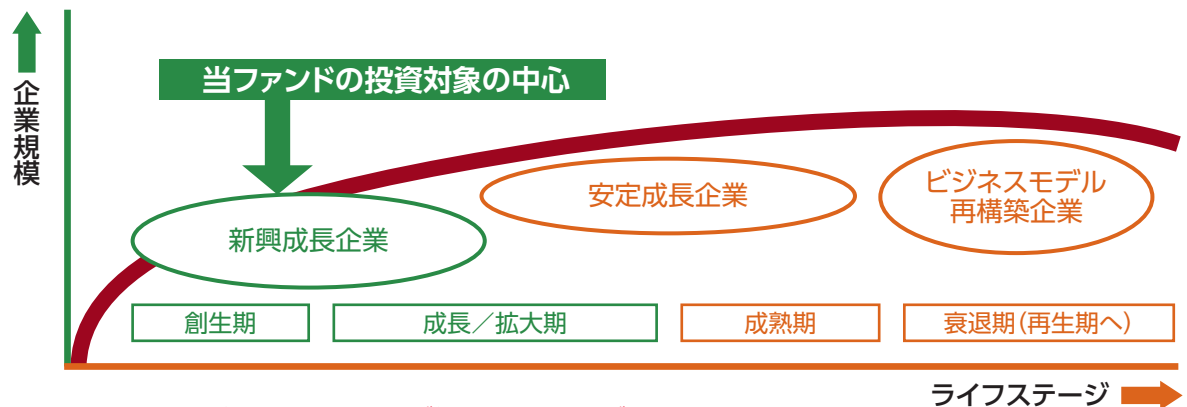 企業規模
当ファンドの投資対象の中心
新興成長企業
安定成長企業
ビジネスモデル
再構築企業
創生期
成長／拡大期
成熟期
衰退期(再生期へ)
ライフステージ